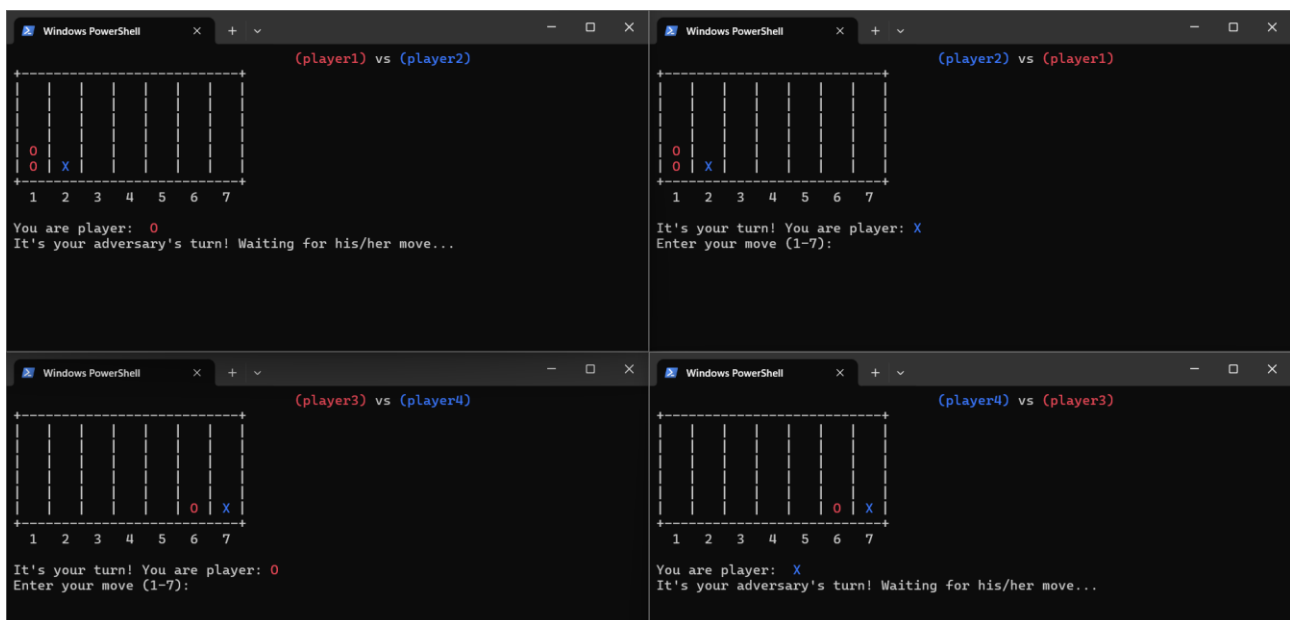 Windows PowerShell
(player1) vs (player2)
+---------------------------+
|   |   |   |   |   |   |   |
|   |   |   |   |   |   |   |
|   |   |   |   |   |   |   |
|   |   |   |   |   |   |   |
| O |   |   |   |   |   |   |
| O | X |   |   |   |   |   |
+---------------------------+
1 2 3 4 5 6 7
You are player: O
It's your adversary's turn! Waiting for his/her move...
Windows PowerShell
(player2) vs (player1)
+---------------------------+
|   |   |   |   |   |   |   |
|   |   |   |   |   |   |   |
|   |   |   |   |   |   |   |
|   |   |   |   |   |   |   |
| O |   |   |   |   |   |   |
| O | X |   |   |   |   |   |
+---------------------------+
1 2 3 4 5 6 7
It's your turn! You are player: X
Enter your move (1-7):
Windows PowerShell
(player3) vs (player4)
+---------------------------+
|   |   |   |   |   |   |   |
|   |   |   |   |   |   |   |
|   |   |   |   |   |   |   |
|   |   |   |   |   |   |   |
|   |   |   |   |   |   |   |
|   |   |   |   |   | O | X |
+---------------------------+
1 2 3 4 5 6 7
It's your turn! You are player: O
Enter your move (1-7):
Windows PowerShell
(player4) vs (player3)
+---------------------------+
|   |   |   |   |   |   |   |
|   |   |   |   |   |   |   |
|   |   |   |   |   |   |   |
|   |   |   |   |   |   |   |
|   |   |   |   |   |   |   |
|   |   |   |   |   | O | X |
+---------------------------+
1 2 3 4 5 6 7
You are player: X
It's your adversary's turn! Waiting for his/her move...